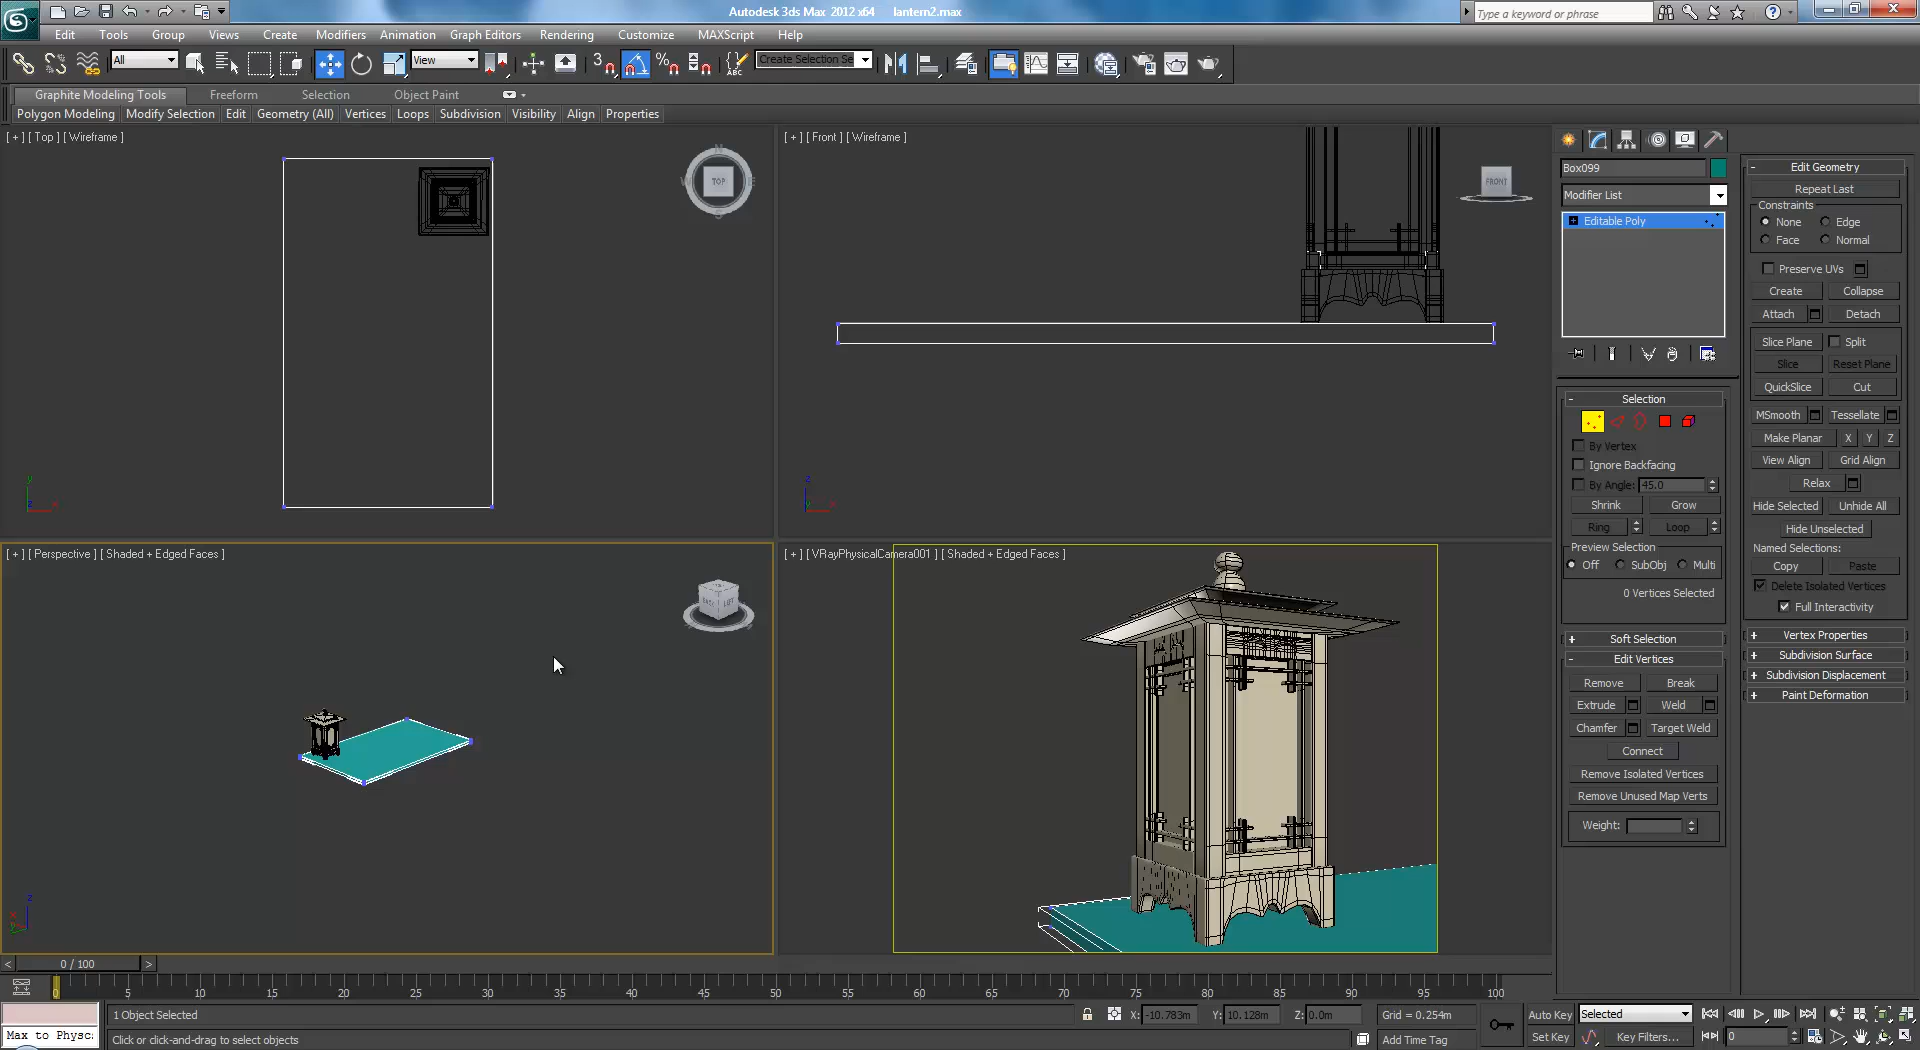 Autodesk 3ds Max 2012 x64 lantern2.max
Type a keyword or phrase
Edit Tools Group Views Create Modifiers Animation Graph Editors Rendering Customize MAXScript Help
All View 3 ABC Create Selection Se
Graphite Modeling Tools Freeform Selection Object Paint
Polygon Modeling Modify Selection Edit Geometry (All) Vertices Loops Subdivision Visibility Align Properties
[ + ] [ Top ] [ Wireframe ]
TOP
[ + ] [ Front ] [ Wireframe ]
FRONT
[ + ] [ Perspective ] [ Shaded + Edged Faces ]
[ + ] [ VRayPhysicalCamera001 ] [ Shaded + Edged Faces ]
Box099
Modifier List
Editable Poly
Selection
By Vertex
Ignore Backfacing
By Angle: 45.0
Shrink Grow
Ring Loop
Preview Selection
Off SubObj Multi
0 Vertices Selected
Soft Selection
Edit Vertices
Remove Break
Extrude Weld
Chamfer Target Weld
Connect
Remove Isolated Vertices
Remove Unused Map Verts
Weight:
Edit Geometry
Repeat Last
Constraints
None Edge
Face Normal
Preserve UVs
Create Collapse
Attach Detach
Slice Plane Split
Slice Reset Plane
QuickSlice Cut
MSmooth Tessellate
Make Planar X Y Z
View Align Grid Align
Relax
Hide Selected Unhide All
Hide Unselected
Named Selections:
Copy Paste
Delete Isolated Vertices
Full Interactivity
Vertex Properties
Subdivision Surface
Subdivision Displacement
Paint Deformation
< 0 / 100 >
0 5 10 15 20 25 30 35 40 45 50 55 60 65 70 75 80 85 90 95 100
1 Object Selected X: -10.783m Y: 10.128m Z: 0.0m Grid = 0.254m Auto Key Selected
Max to Physc
Click or click-and-drag to select objects Add Time Tag Set Key Key Filters... 0